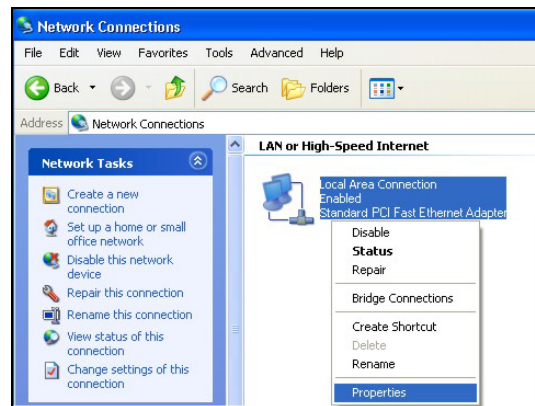 Network Connections
File Edit View Favorites Tools Advanced Help
Back Search Folders
Address Network Connections
Network Tasks
Create a new
connection
Set up a home or small
office network
Disable this network
device
Repair this connection
Rename this connection
View status of this
connection
Change settings of this
connection
LAN or High-Speed Internet
Local Area Connection
Enabled
Standard PCI Fast Ethernet Adapter
Disable
Status
Repair
Bridge Connections
Create Shortcut
Delete
Rename
Properties